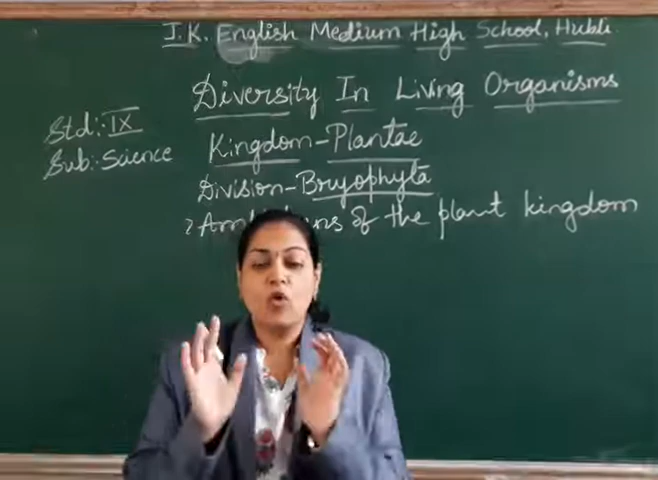 I.K. English Medium High School, Hubli.
Diversity In Living Organisms
Std:- IX
Kingdom - Plantae
Sub:- Science
Division - Bryophyta
of the plant kingdom